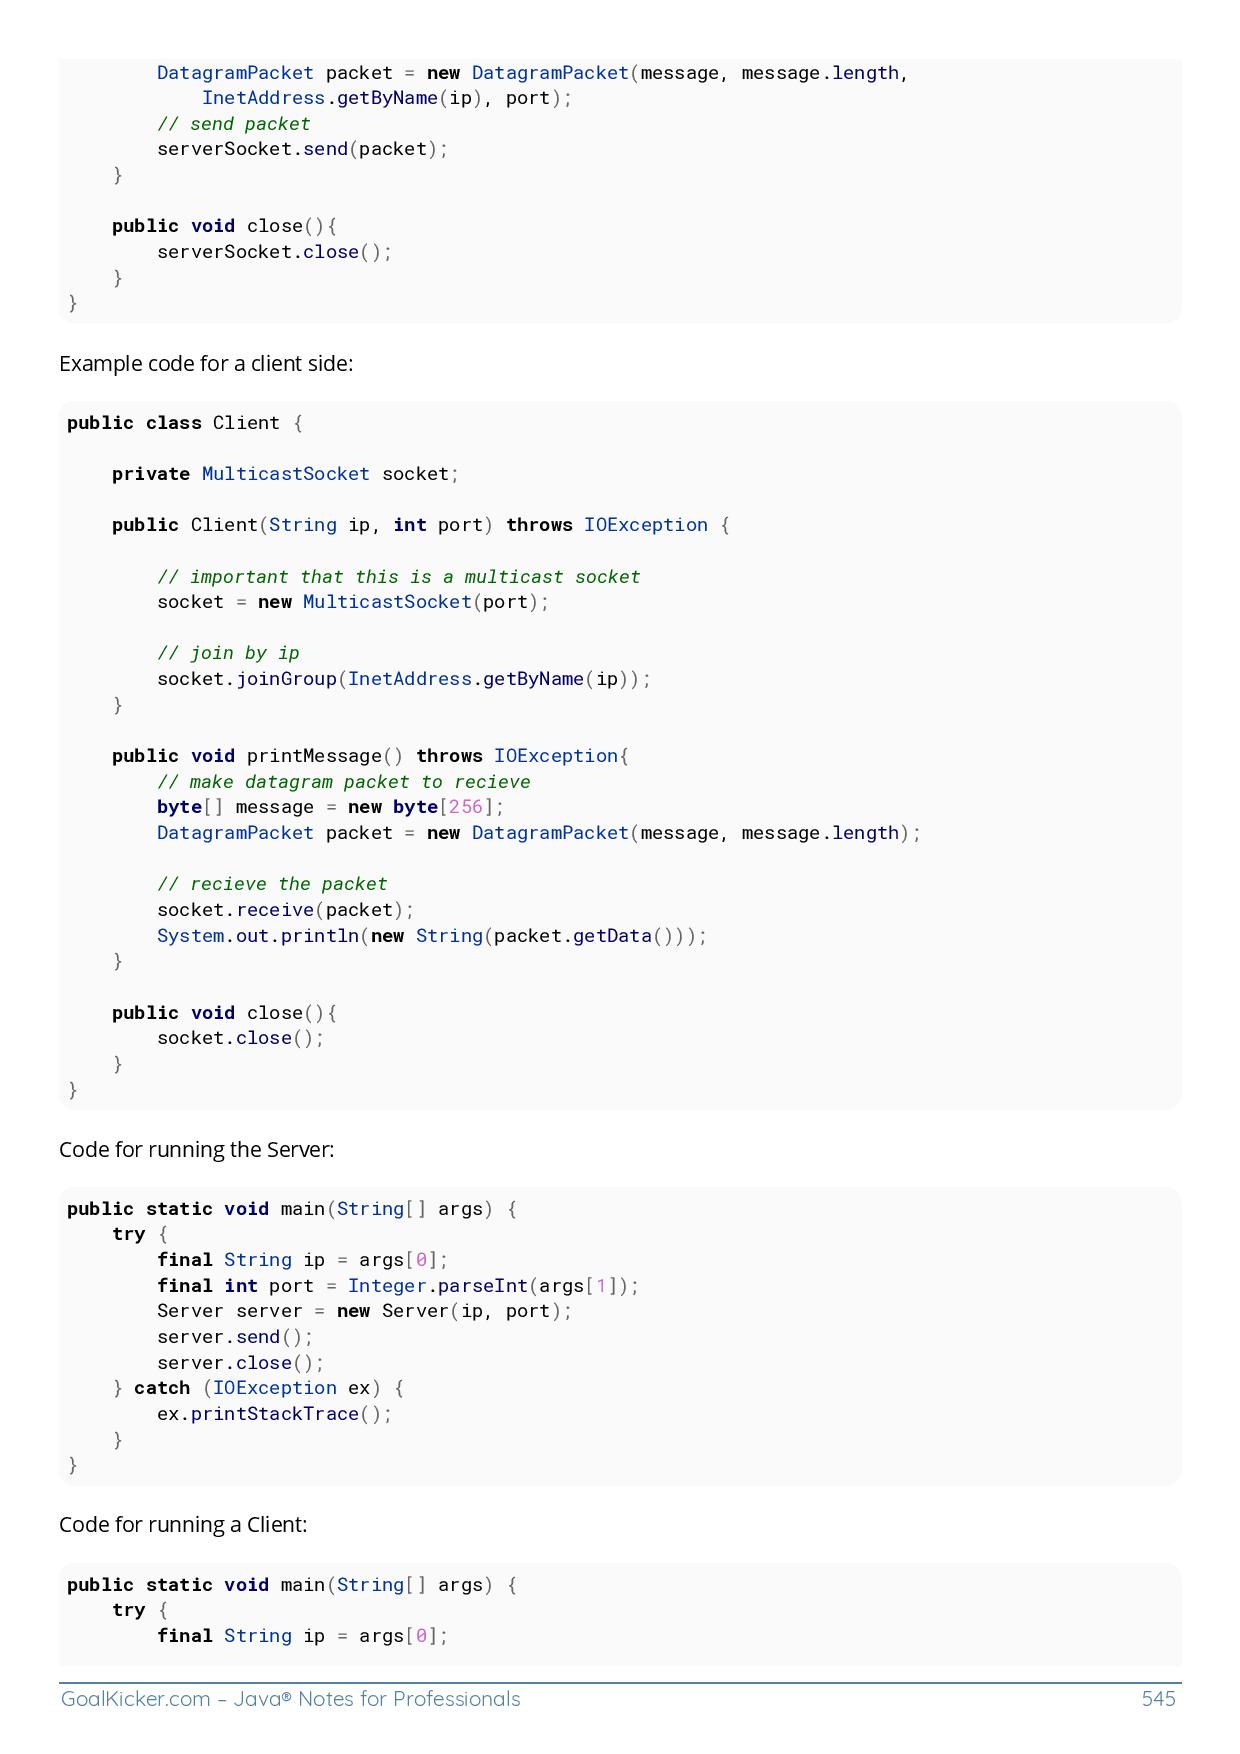 DatagramPacket packet = new DatagramPacket(message, message.length,
            InetAddress.getByName(ip), port);
        // send packet
        serverSocket.send(packet);
    }

    public void close(){
        serverSocket.close();
    }
}
Example code for a client side:
public class Client {

    private MulticastSocket socket;

    public Client(String ip, int port) throws IOException {

        // important that this is a multicast socket
        socket = new MulticastSocket(port);

        // join by ip
        socket.joinGroup(InetAddress.getByName(ip));
    }

    public void printMessage() throws IOException{
        // make datagram packet to recieve
        byte[] message = new byte[256];
        DatagramPacket packet = new DatagramPacket(message, message.length);

        // recieve the packet
        socket.receive(packet);
        System.out.println(new String(packet.getData()));
    }

    public void close(){
        socket.close();
    }
}
Code for running the Server:
public static void main(String[] args) {
    try {
        final String ip = args[0];
        final int port = Integer.parseInt(args[1]);
        Server server = new Server(ip, port);
        server.send();
        server.close();
    } catch (IOException ex) {
        ex.printStackTrace();
    }
}
Code for running a Client:
public static void main(String[] args) {
    try {
        final String ip = args[0];
GoalKicker.com – Java® Notes for Professionals 545